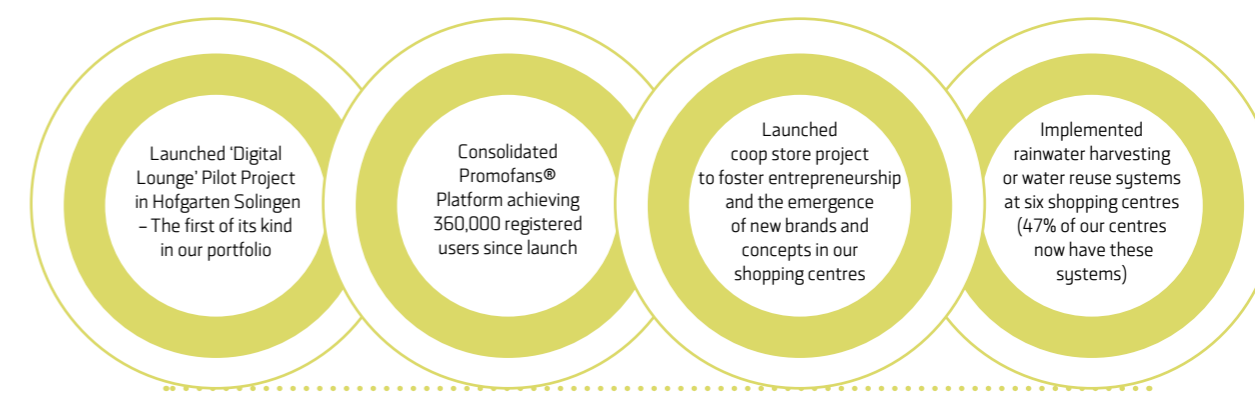 Launched ‘Digital
Lounge’ Pilot Project
in Hofgarten Solingen
– The first of its kind
in our portfolio
Consolidated
Promofans®
Platform achieving
360,000 registered
users since launch
Launched
coop store project
to foster entrepreneurship
and the emergence
of new brands and
concepts in our
shopping centres
Implemented
rainwater harvesting
or water reuse systems
at six shopping centres
(47% of our centres
now have these
systems)